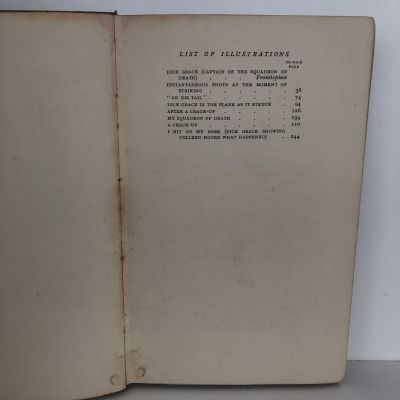 LIST OF ILLUSTRATIONS
TO FACE
PAGE
DICK GRACE (CAPTAIN OF THE SQUADRON OF
DEATH) . . . . . Frontispiece
INSTANTANEOUS PHOTO AT THE MOMENT OF
STRIKING . . . . . . 38
"ON HIS TAIL" . . . . . . 74
DICK GRACE IN THE PLANE AS IT STRUCK . . 94
AFTER A CRACK-UP . . . . . 126
MY SQUADRON OF DEATH . . . . 154
A CRACK-UP . . . . . . 210
I HIT ON MY NOSE (DICK GRACE SHOWING
COLLEEN MOORE WHAT HAPPENED) . 244